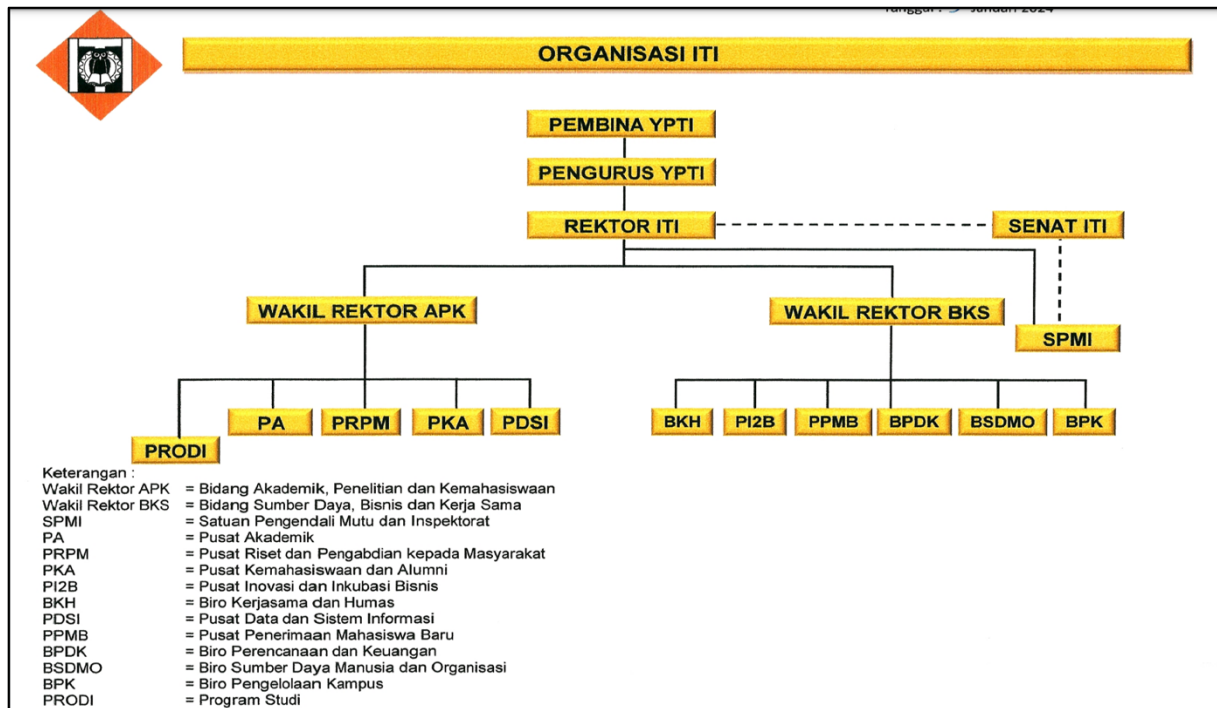 Tanggal : 5 Januari 2024
ORGANISASI ITI
PEMBINA YPTI
PENGURUS YPTI
REKTOR ITI
SENAT ITI
WAKIL REKTOR APK
WAKIL REKTOR BKS
SPMI
PRODI
PA
PRPM
PKA
PDSI
BKH
PI2B
PPMB
BPDK
BSDMO
BPK
Keterangan :
Wakil Rektor APK = Bidang Akademik, Penelitian dan Kemahasiswaan
Wakil Rektor BKS = Bidang Sumber Daya, Bisnis dan Kerja Sama
SPMI = Satuan Pengendali Mutu dan Inspektorat
PA = Pusat Akademik
PRPM = Pusat Riset dan Pengabdian kepada Masyarakat
PKA = Pusat Kemahasiswaan dan Alumni
PI2B = Pusat Inovasi dan Inkubasi Bisnis
BKH = Biro Kerjasama dan Humas
PDSI = Pusat Data dan Sistem Informasi
PPMB = Pusat Penerimaan Mahasiswa Baru
BPDK = Biro Perencanaan dan Keuangan
BSDMO = Biro Sumber Daya Manusia dan Organisasi
BPK = Biro Pengelolaan Kampus
PRODI = Program Studi